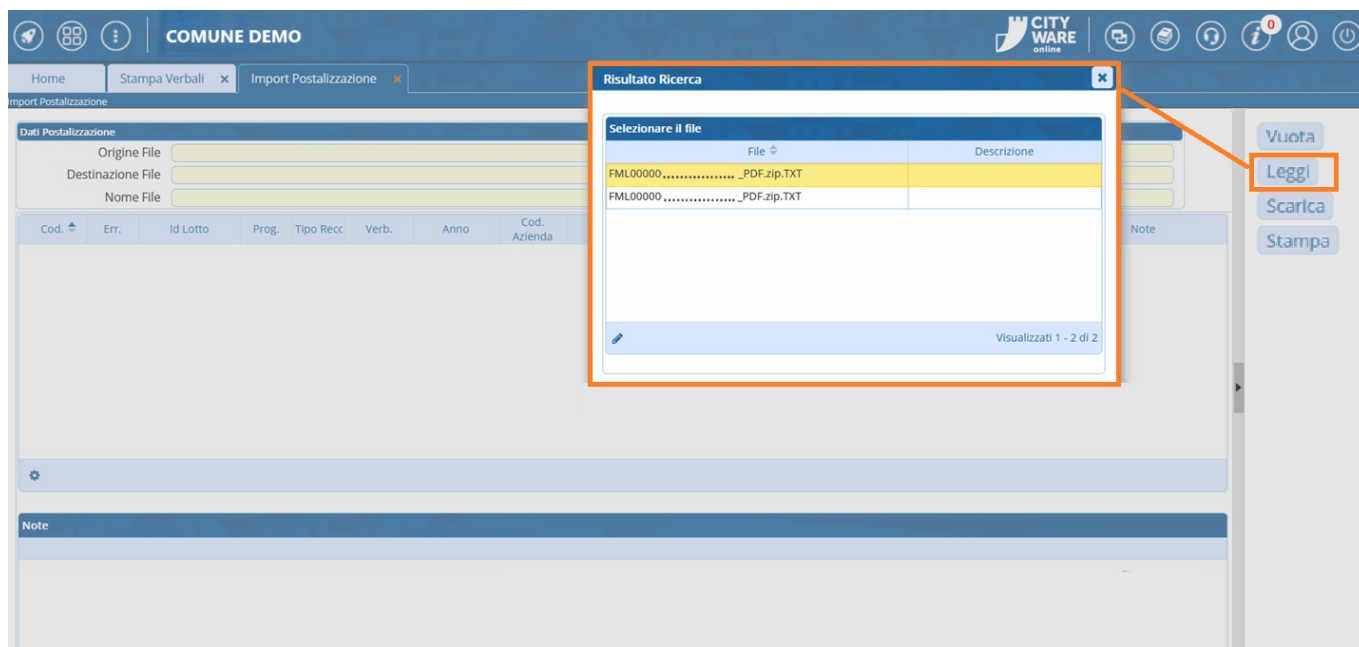 COMUNE DEMO
CITY
WARE
online
0
Home
Stampa Verbali
Import Postalizzazione
Import Postalizzazione
Dati Postalizzazione
Origine File
Destinazione File
Nome File
Cod. Err. Id Lotto Prog. Tipo Recc Verb. Anno Cod. Azienda Note
Note
Risultato Ricerca
Selezionare il file
File Descrizione
FML00000................._PDF.zip.TXT
FML00000................._PDF.zip.TXT
Visualizzati 1 - 2 di 2
Vuota
Leggi
Scarica
Stampa